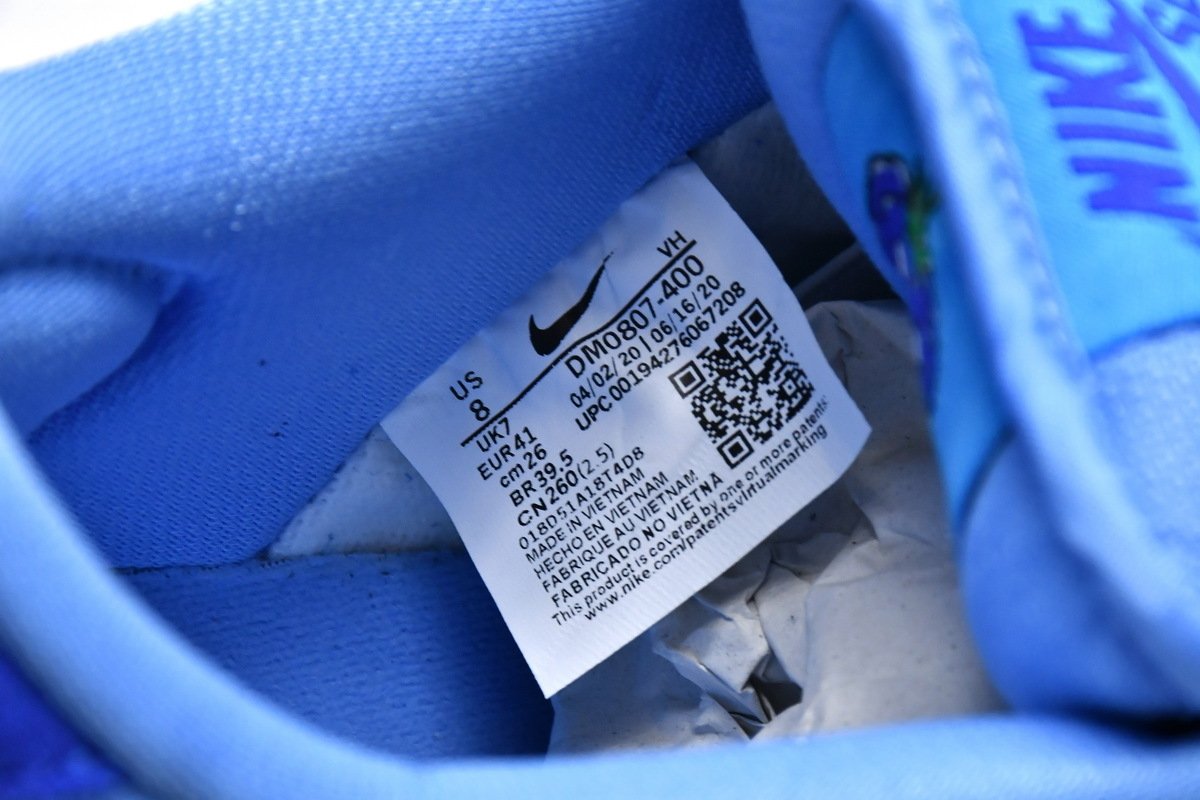 US
8
VH
DM0807-400
04/02/20 | 06/16/20
UPC00194276067208
UK7
EUR41
cm26
BR39.5
CN260(2.5)
018D51A18T4D8
MADE IN VIETNAM
HECHO EN VIETNAM
FABRIQUE AU VIETNAM
FABRICADO NO VIETNA
This product is covered by one or more patents
www.nike.com/patentsvirtualmarking
NIKE